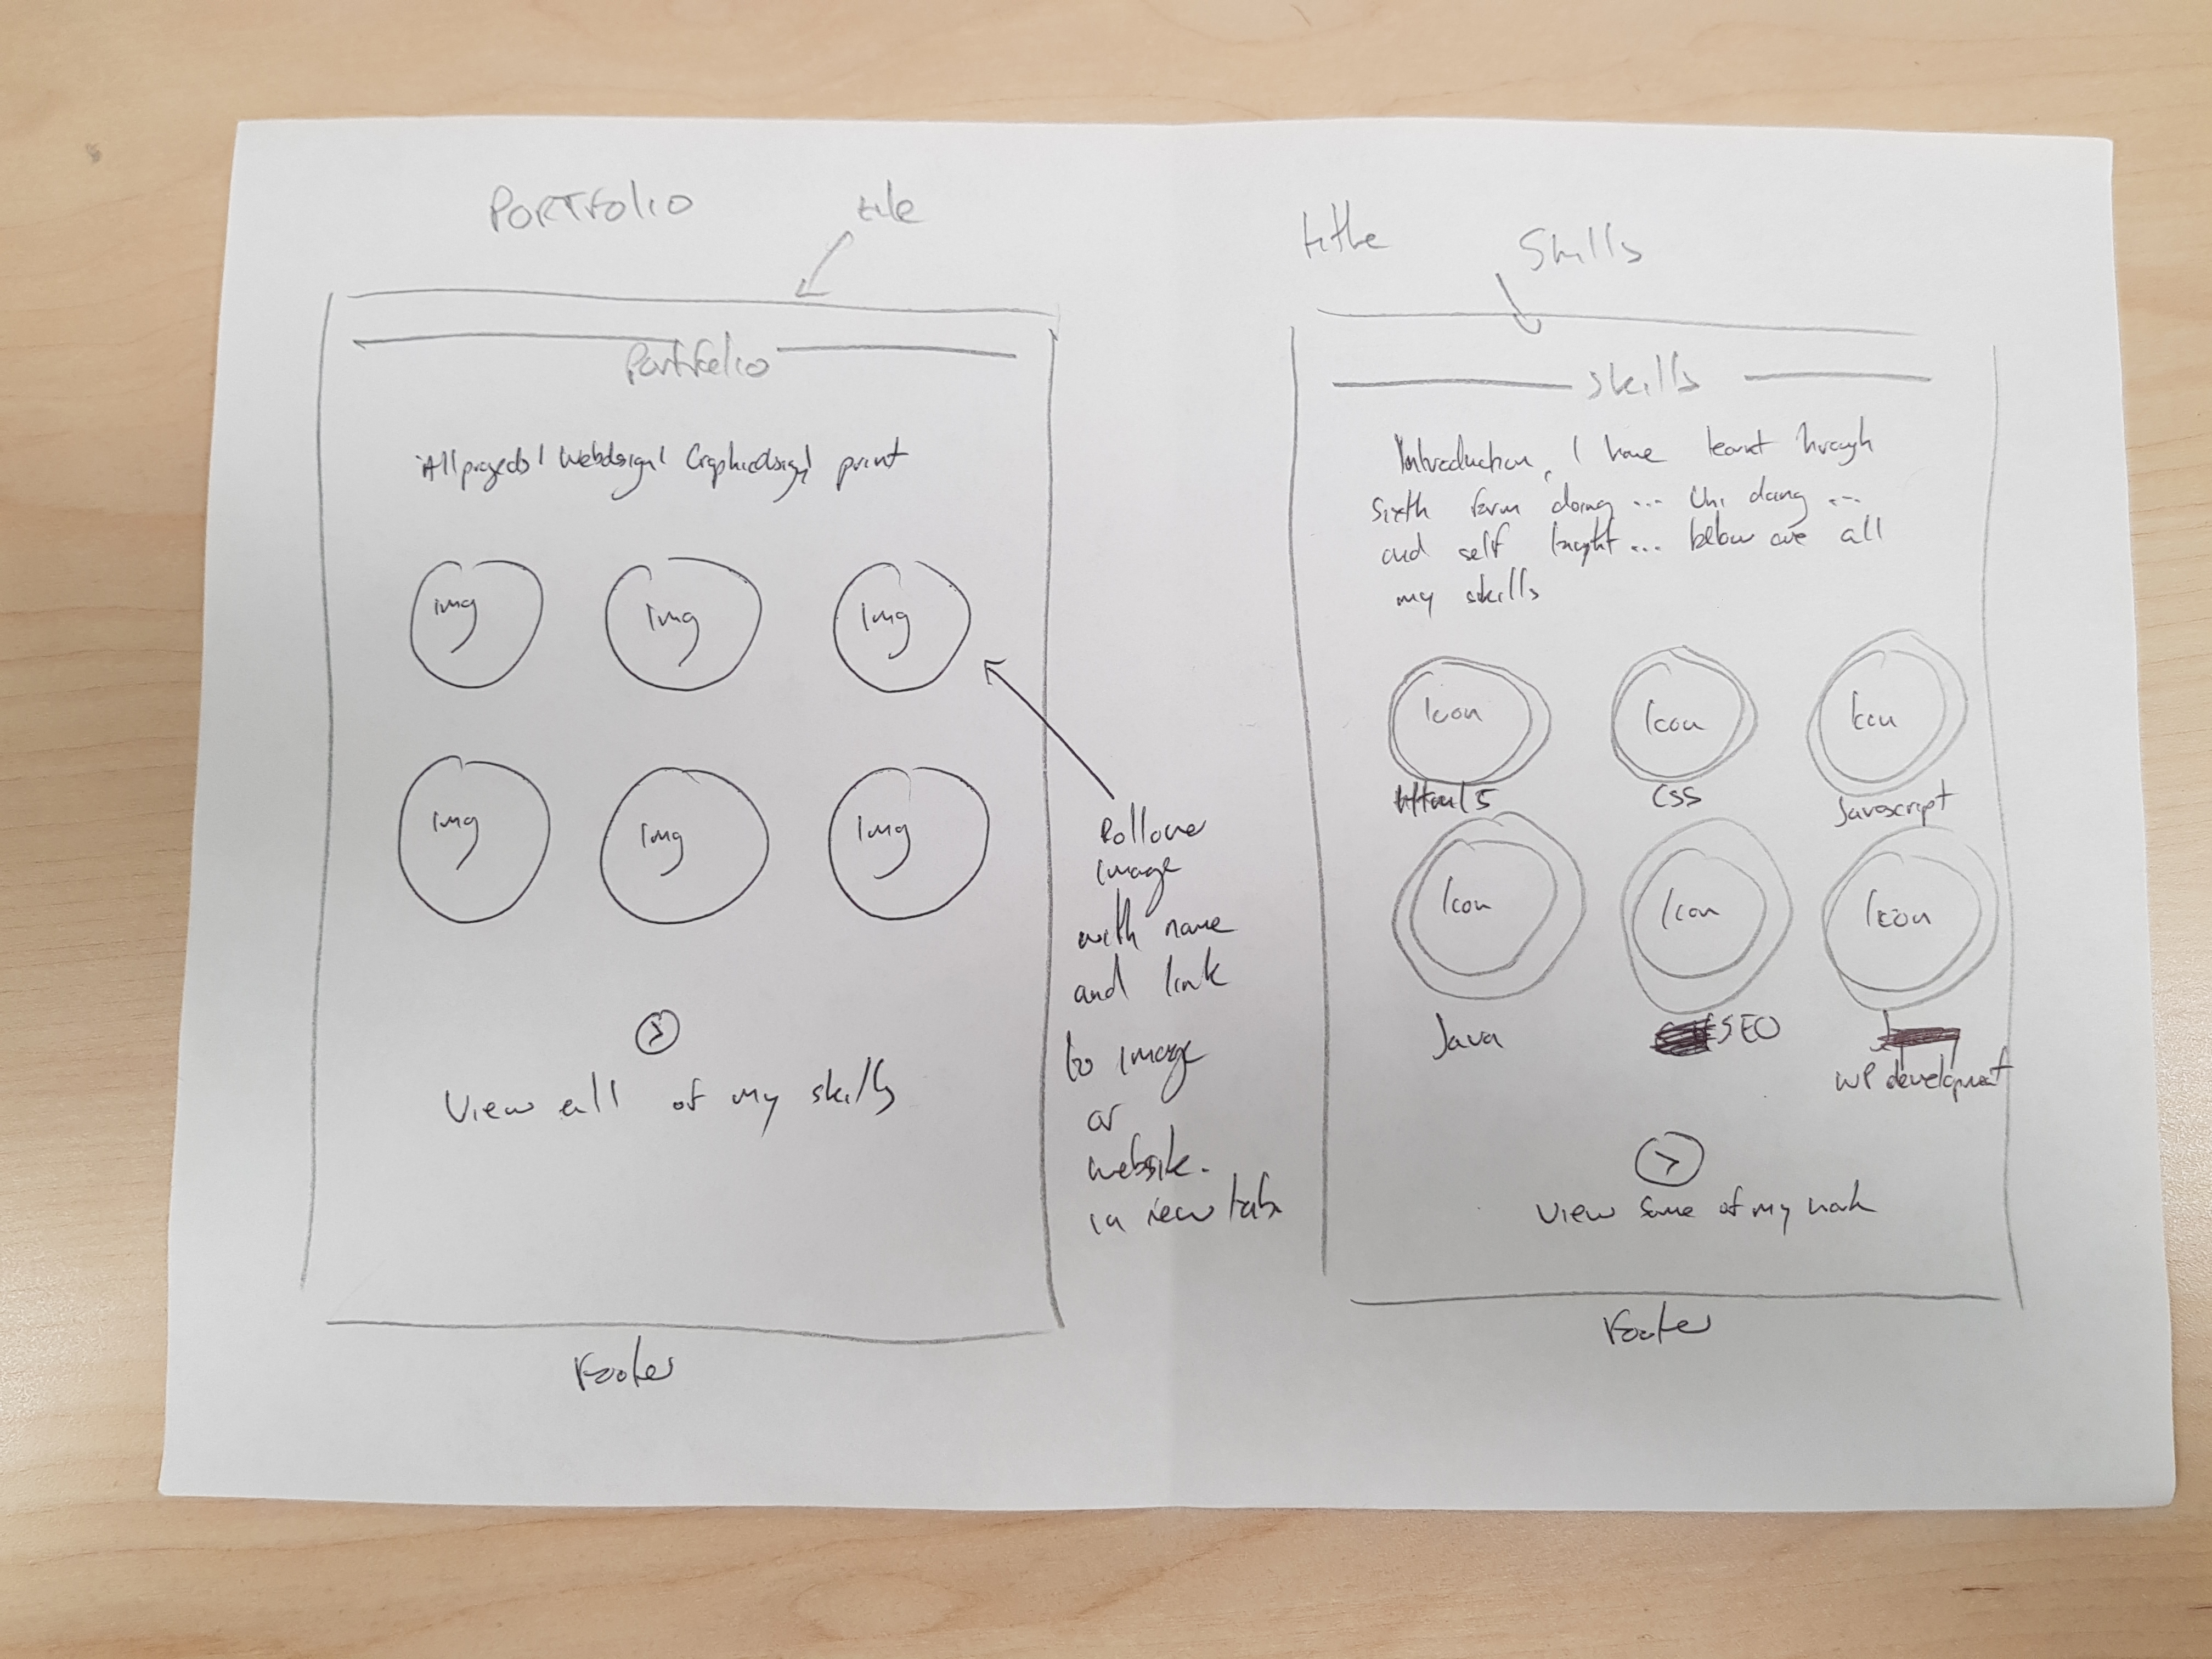 PORTFOLIO
title
Portfolio
All projects | Webdesign | Graphicdesign | print
img
img
img
img
img
img
Rollover
image
with name
and link
to image
or
website.
in new tab
View all of my skills
Footer
title
Skills
Skills
Introduction, I have learnt through
sixth form doing ... Uni doing ...
and self taught ... below are all
my skills
Icon
Icon
Icon
Html5
CSS
Javascript
Icon
Icon
Icon
Java
SEO
WP development
View some of my work
Footer